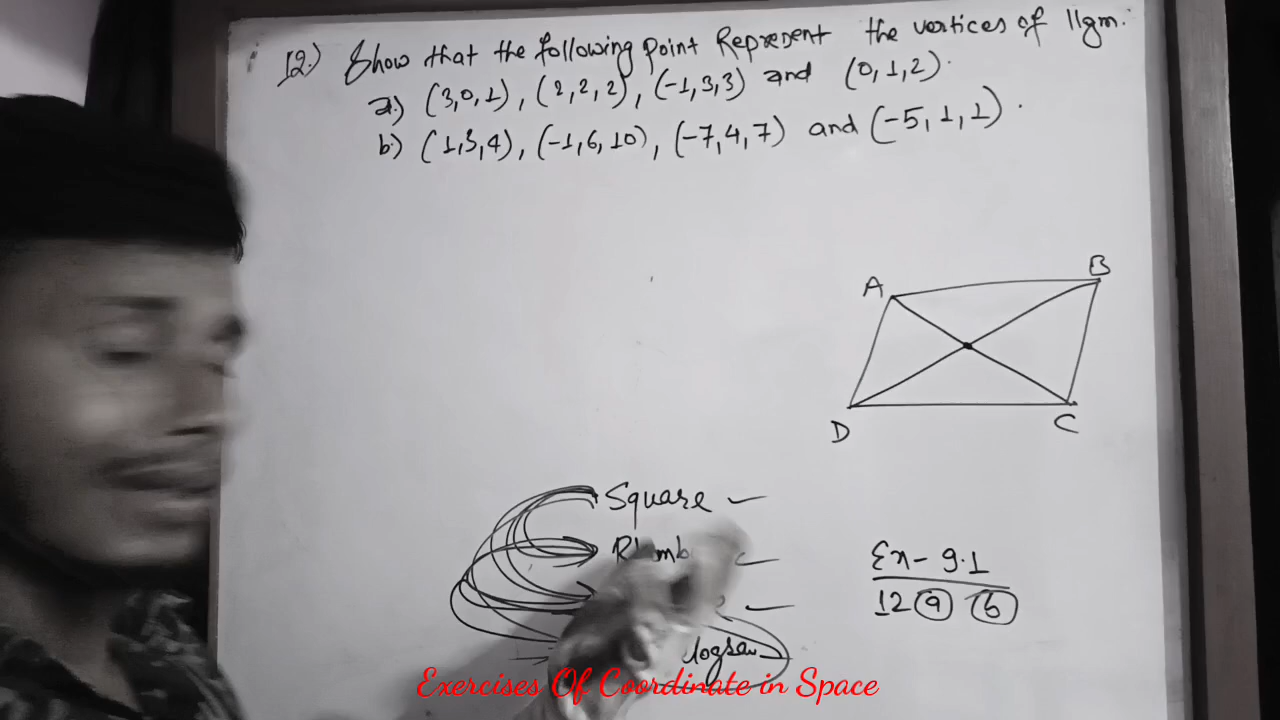 12.) Show that the following point Represent the vertices of llgm.
a.) (3,0,1), (2,2,2), (-1,3,3) and (0,1,2).
b.) (1,3,4), (-1,6,10), (-7,4,7) and (-5,1,1).
A B
D C
Square
Ex- 9.1
12 a b
Exercises Of Coordinate in Space